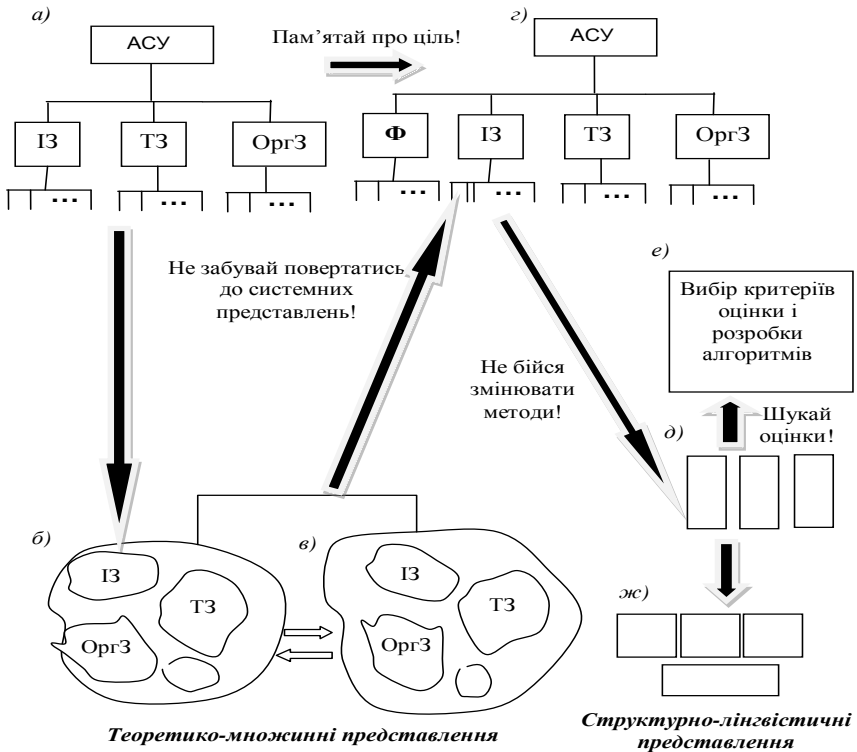 а)
АСУ
Пам’ятай про ціль!
г)
АСУ
ІЗ
ТЗ
ОргЗ
Ф
ІЗ
ТЗ
ОргЗ
...
...
...
...
...
...
...
Не забувай повертатись
до системних
представлень!
е)
Вибір критеріїв
оцінки і
розробки
алгоритмів
Не бійся
змінювати
методи!
Шукай
оцінки!
д)
б)
ІЗ
ТЗ
ОргЗ
в)
ІЗ
ТЗ
ОргЗ
ж)
Теоретико-множинні представлення
Структурно-лінгвістичні
представлення